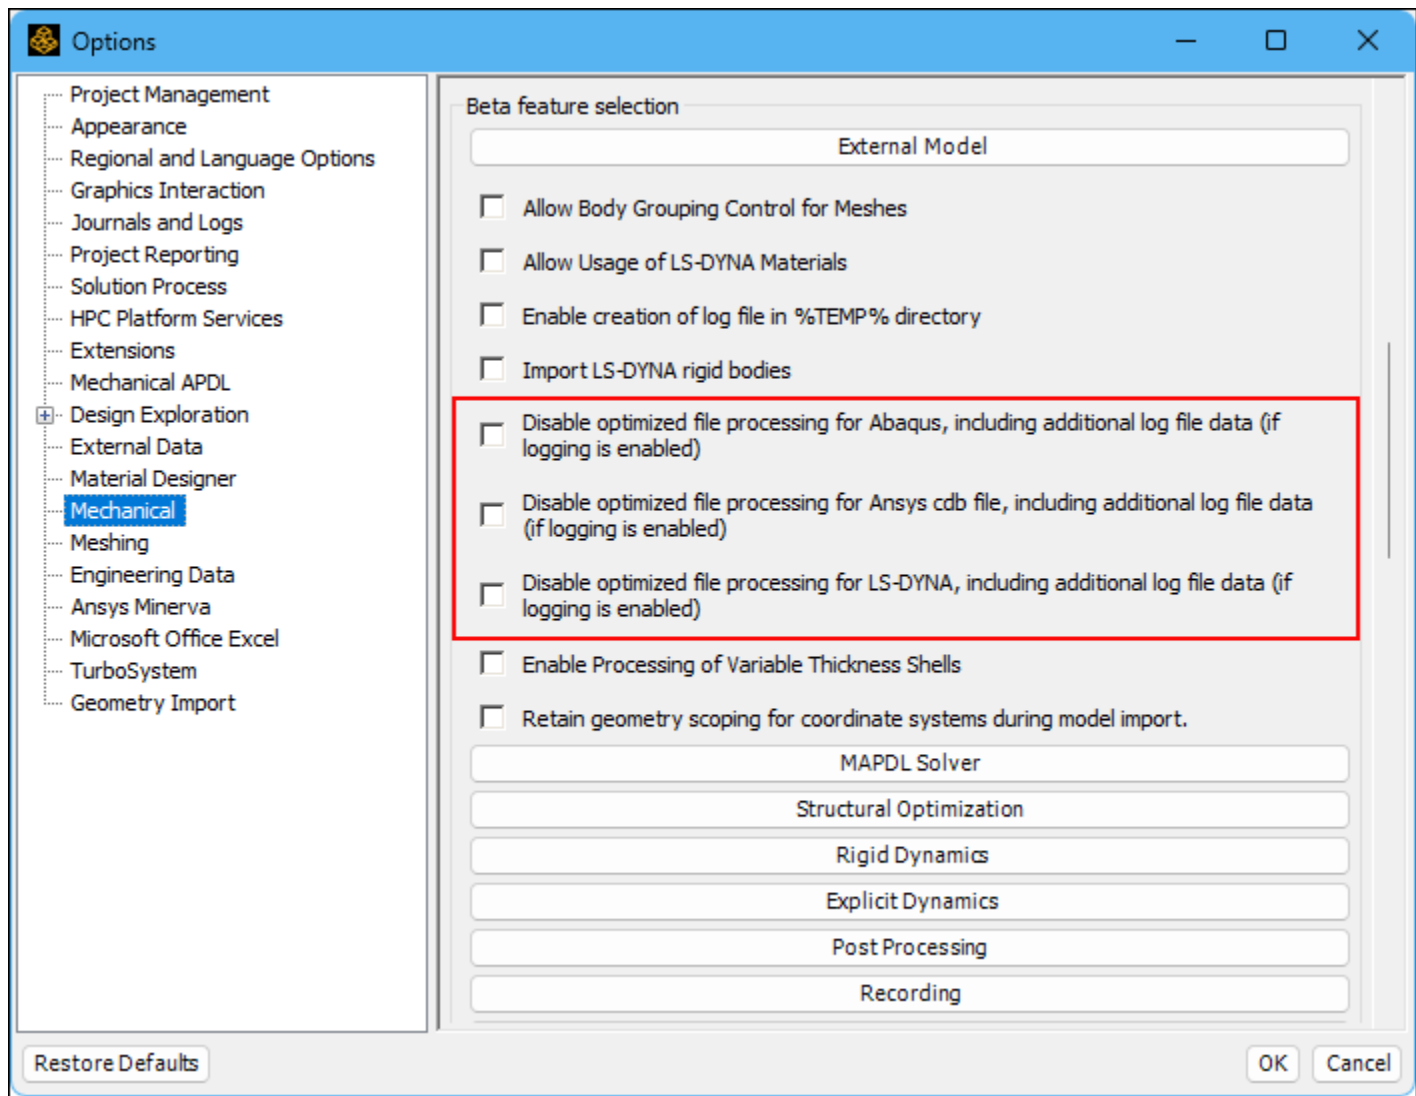 Options
Project Management
Appearance
Regional and Language Options
Graphics Interaction
Journals and Logs
Project Reporting
Solution Process
HPC Platform Services
Extensions
Mechanical APDL
Design Exploration
External Data
Material Designer
Mechanical
Meshing
Engineering Data
Ansys Minerva
Microsoft Office Excel
TurboSystem
Geometry Import
Beta feature selection
External Model
Allow Body Grouping Control for Meshes
Allow Usage of LS-DYNA Materials
Enable creation of log file in %TEMP% directory
Import LS-DYNA rigid bodies
Disable optimized file processing for Abaqus, including additional log file data (if
logging is enabled)
Disable optimized file processing for Ansys cdb file, including additional log file data
(if logging is enabled)
Disable optimized file processing for LS-DYNA, including additional log file data (if
logging is enabled)
Enable Processing of Variable Thickness Shells
Retain geometry scoping for coordinate systems during model import.
MAPDL Solver
Structural Optimization
Rigid Dynamics
Explicit Dynamics
Post Processing
Recording
Restore Defaults
OK
Cancel